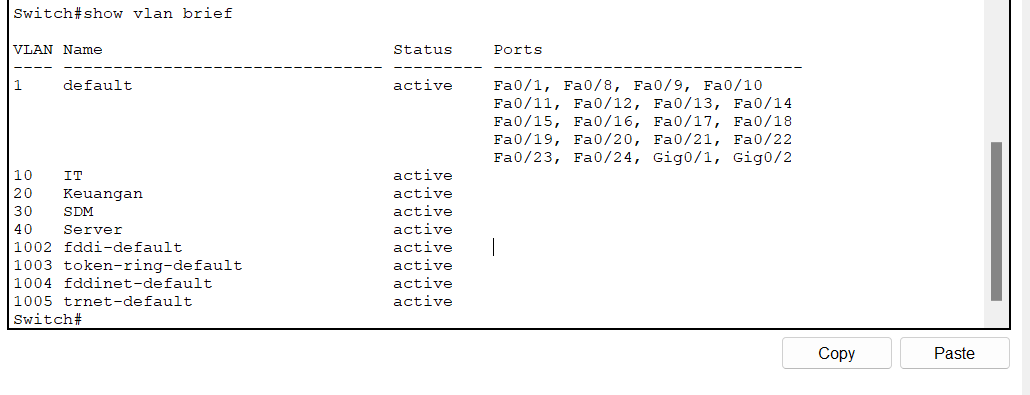 Switch#show vlan brief
VLAN Name                             Status    Ports
---- -------------------------------- --------- -------------------------------
1    default                          active    Fa0/1, Fa0/8, Fa0/9, Fa0/10
                                                Fa0/11, Fa0/12, Fa0/13, Fa0/14
                                                Fa0/15, Fa0/16, Fa0/17, Fa0/18
                                                Fa0/19, Fa0/20, Fa0/21, Fa0/22
                                                Fa0/23, Fa0/24, Gig0/1, Gig0/2
10   IT                               active
20   Keuangan                         active
30   SDM                              active
40   Server                           active
1002 fddi-default                     active
1003 token-ring-default               active
1004 fddinet-default                  active
1005 trnet-default                    active
Switch#
Copy Paste